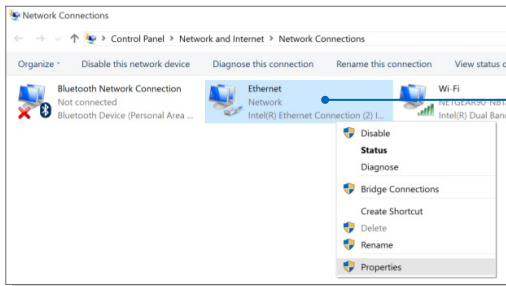 Network Connections
Control Panel > Network and Internet > Network Connections
Organize Disable this network device Diagnose this connection Rename this connection View status o
Bluetooth Network Connection
Not connected
Bluetooth Device (Personal Area ...
Ethernet
Network
Intel(R) Ethernet Connection (2) I...
Wi-Fi
Intel(R) Dual Ban
Disable
Status
Diagnose
Bridge Connections
Create Shortcut
Delete
Rename
Properties